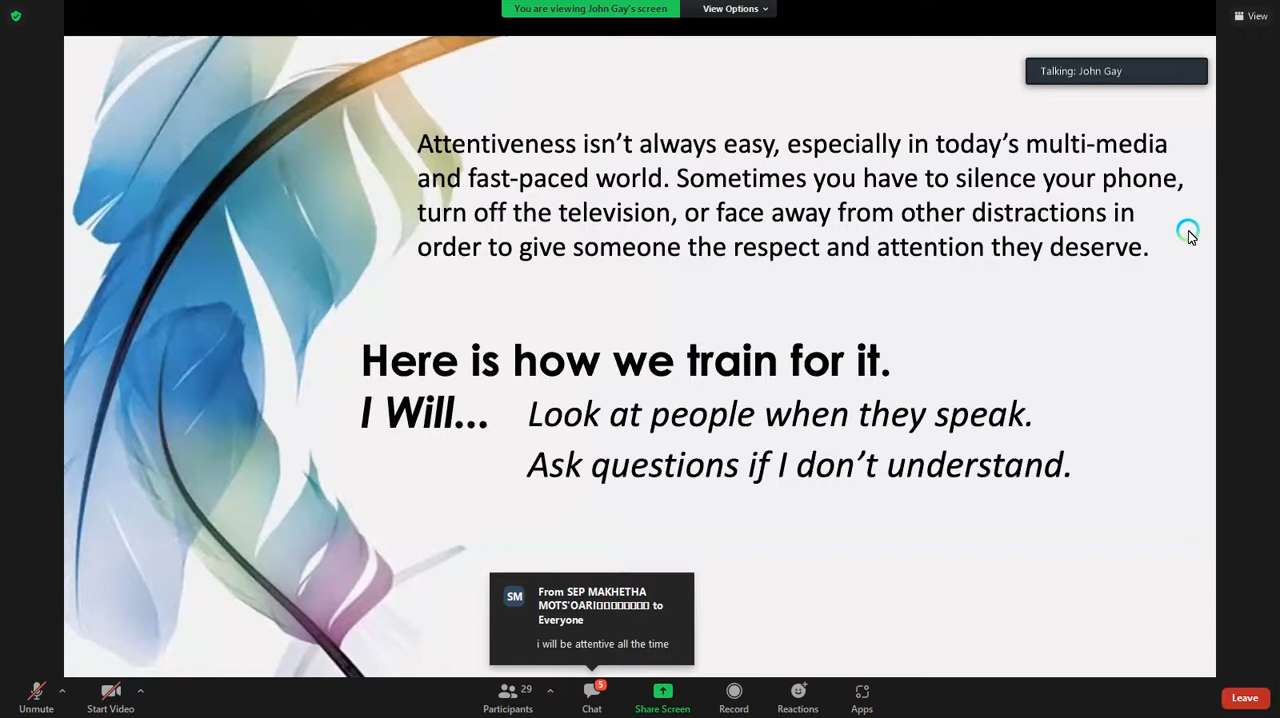 You are viewing John Gay's screen
View Options
View
Talking: John Gay
Attentiveness isn't always easy, especially in today's multi-media
and fast-paced world. Sometimes you have to silence your phone,
turn off the television, or face away from other distractions in
order to give someone the respect and attention they deserve.
Here is how we train for it.
I Will... Look at people when they speak.
Ask questions if I don't understand.
SM
From SEP MAKHETHA
MOTS'OARI▯▯▯▯▯▯▯▯ to
Everyone
i will be attentive all the time
Unmute
Start Video
29
Participants
5
Chat
Share Screen
Record
Reactions
Apps
Leave